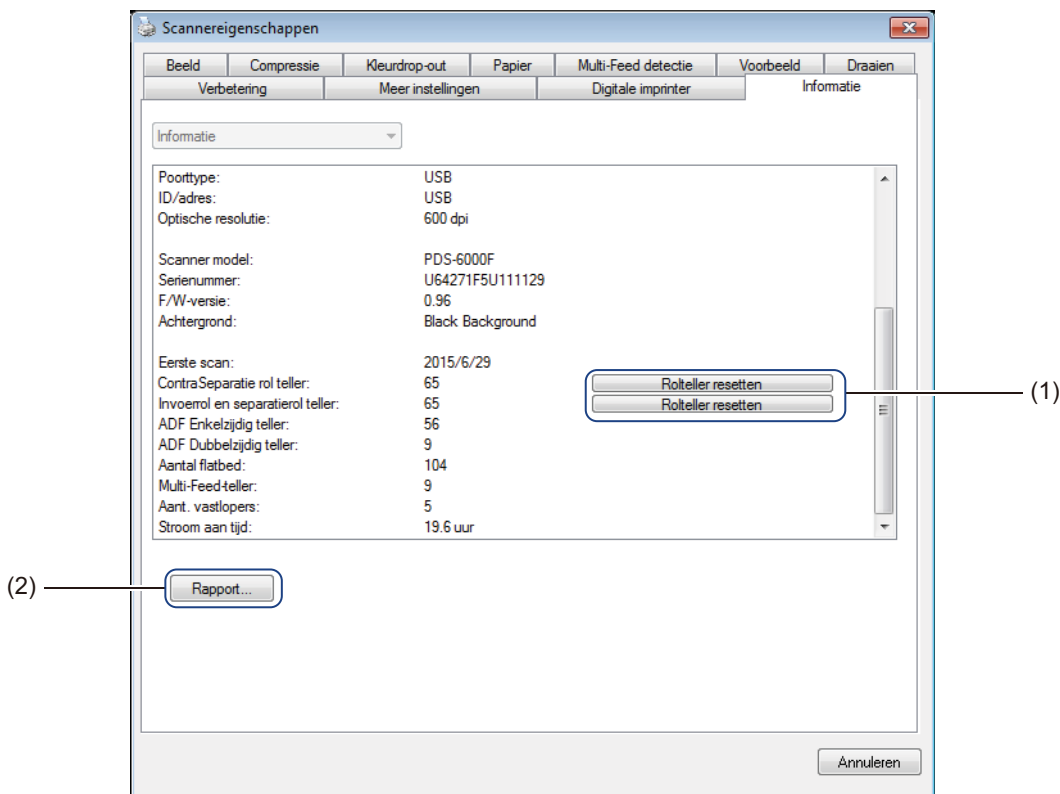 Scannereigenschappen
Beeld Compressie Kleurdrop-out Papier Multi-Feed detectie Voorbeeld Draaien
Verbetering Meer instellingen Digitale imprinter Informatie
Informatie
Poorttype: USB
ID/adres: USB
Optische resolutie: 600 dpi
Scanner model: PDS-6000F
Serienummer: U64271F5U111129
F/W-versie: 0.96
Achtergrond: Black Background
Eerste scan: 2015/6/29
ContraSeparatie rol teller: 65 Rolteller resetten
(1)
Invoerrol en separatierol teller: 65 Rolteller resetten
ADF Enkelzijdig teller: 56
ADF Dubbelzijdig teller: 9
Aantal flatbed: 104
Multi-Feed-teller: 9
Aant. vastlopers: 5
Stroom aan tijd: 19.6 uur
(2) Rapport...
Annuleren